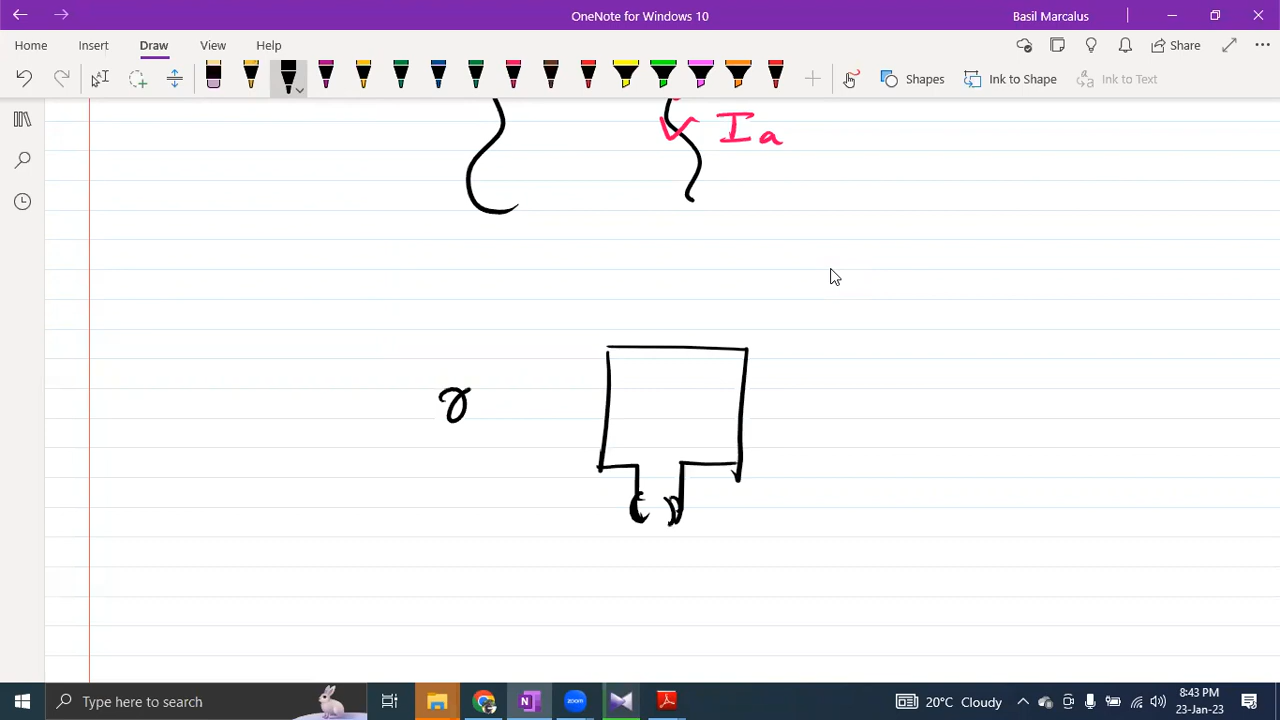 OneNote for Windows 10
Basil Marcalus
Home Insert Draw View Help
Share
Shapes Ink to Shape Ink to Text
Ia
Type here to search
zoom
20°C Cloudy
8:43 PM
23-Jan-23